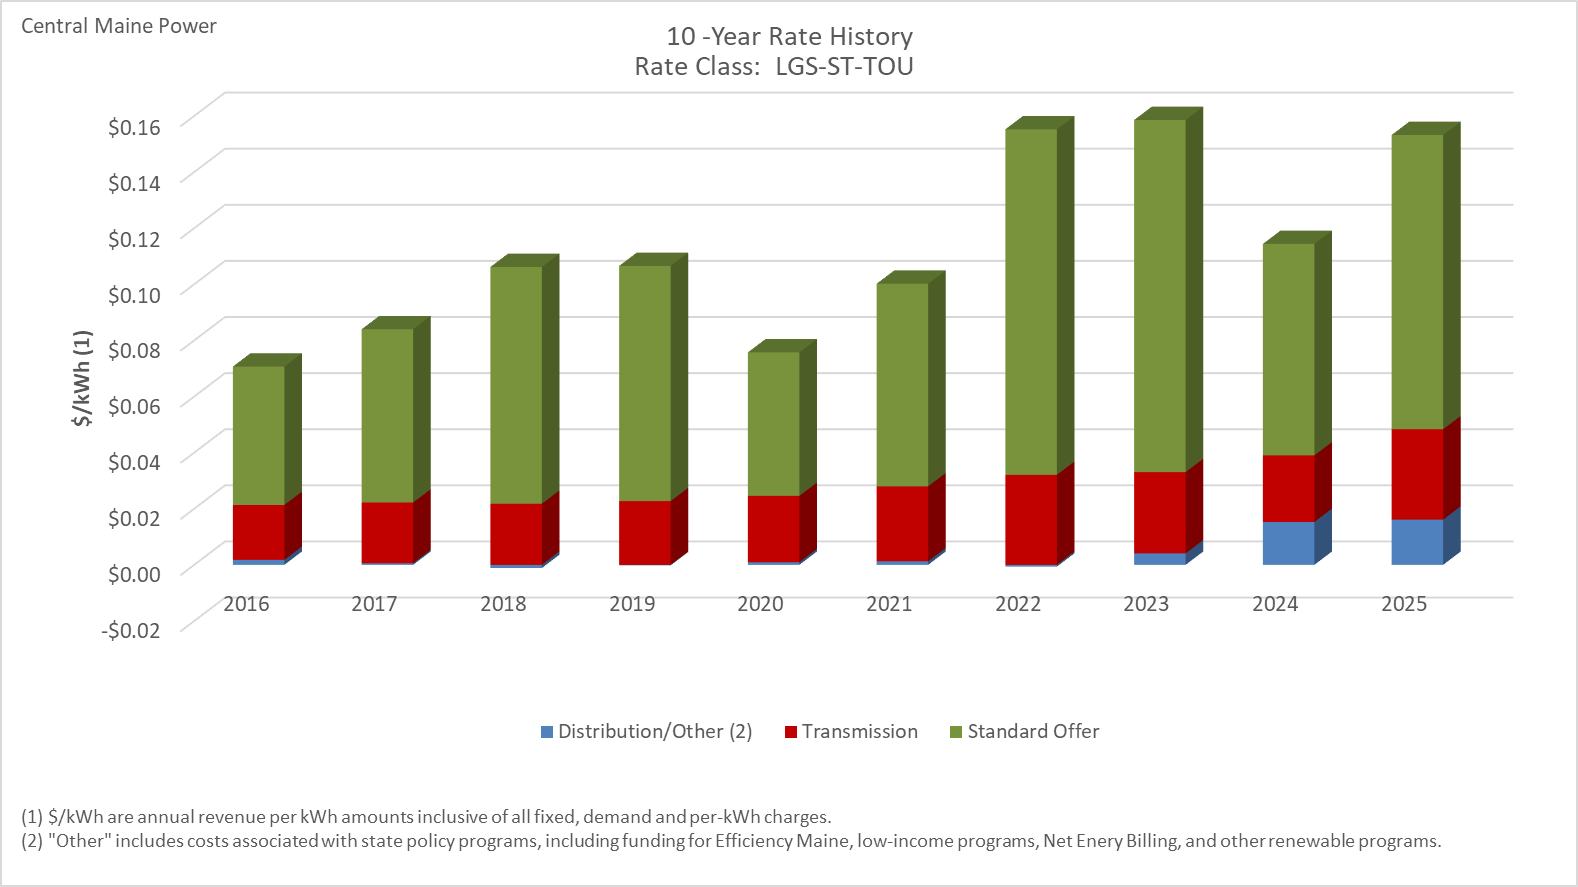 Central Maine Power
10 -Year Rate History
Rate Class:  LGS-ST-TOU
$0.16
$0.14
$0.12
$0.10
$0.08
$0.06
$0.04
$0.02
$0.00
-$0.02
$/kWh (1)
2016 2017 2018 2019 2020 2021 2022 2023 2024 2025
Distribution/Other (2) Transmission Standard Offer
(1) $/kWh are annual revenue per kWh amounts inclusive of all fixed, demand and per-kWh charges.
(2) "Other" includes costs associated with state policy programs, including funding for Efficiency Maine, low-income programs, Net Enery Billing, and other renewable programs.